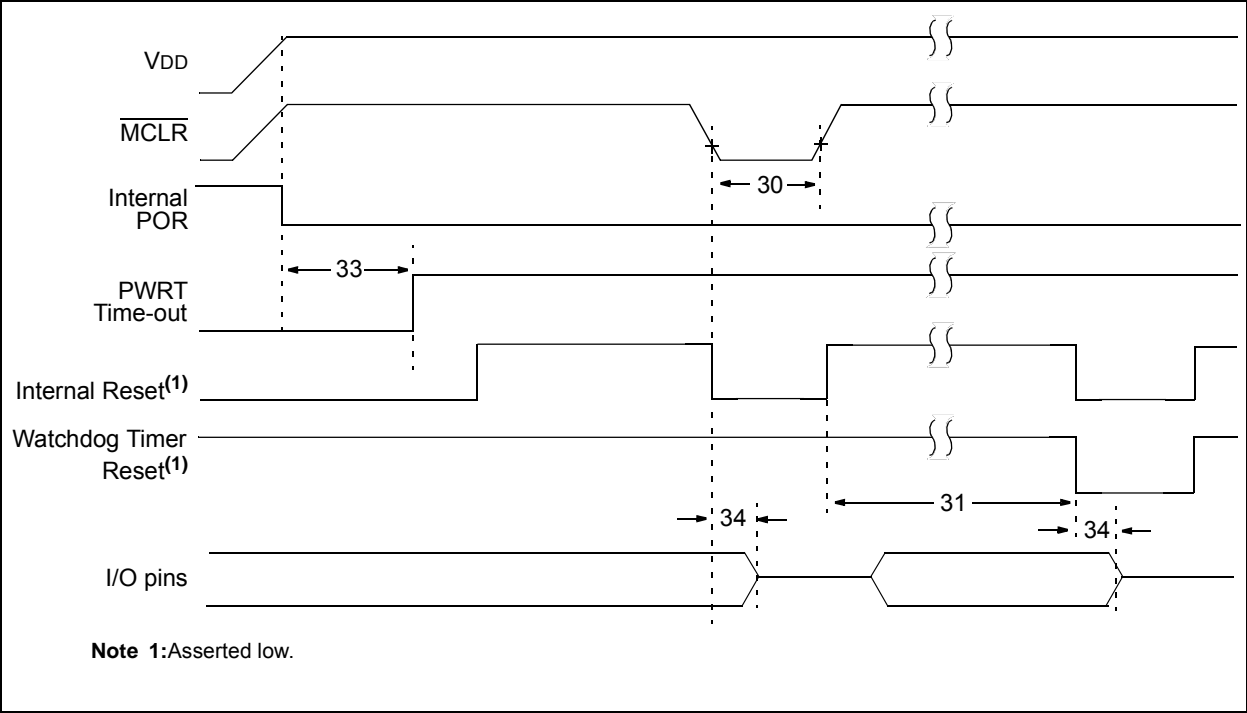 VDD
MCLR
30
Internal
POR
33
PWRT
Time-out
Internal Reset(1)
Watchdog Timer
Reset(1)
31
34
34
I/O pins
Note 1:Asserted low.